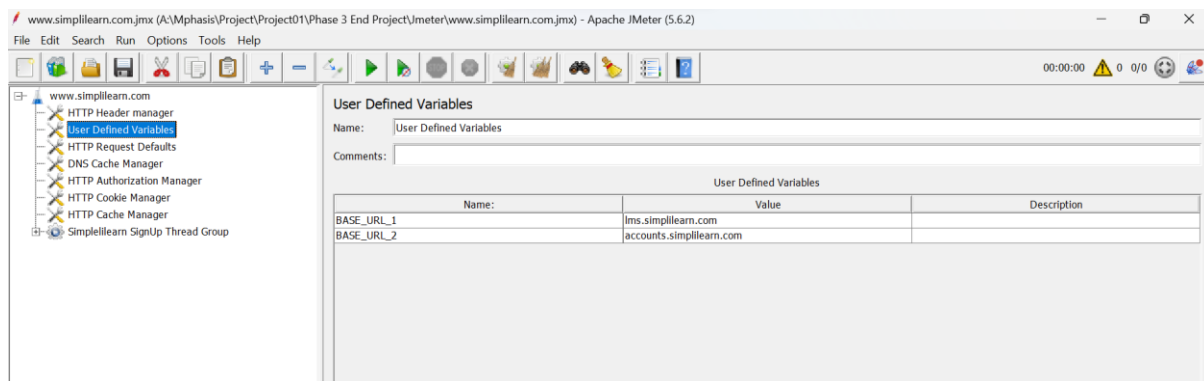 www.simplilearn.com.jmx (A:\Mphasis\Project\Project01\Phase 3 End Project\Jmeter\www.simplilearn.com.jmx) - Apache JMeter (5.6.2)
File Edit Search Run Options Tools Help
00:00:00 0 0/0
www.simplilearn.com
HTTP Header manager
User Defined Variables
HTTP Request Defaults
DNS Cache Manager
HTTP Authorization Manager
HTTP Cookie Manager
HTTP Cache Manager
Simplelilearn SignUp Thread Group
User Defined Variables
Name: User Defined Variables
Comments:
User Defined Variables
Name: Value Description
BASE_URL_1 lms.simplilearn.com
BASE_URL_2 accounts.simplilearn.com